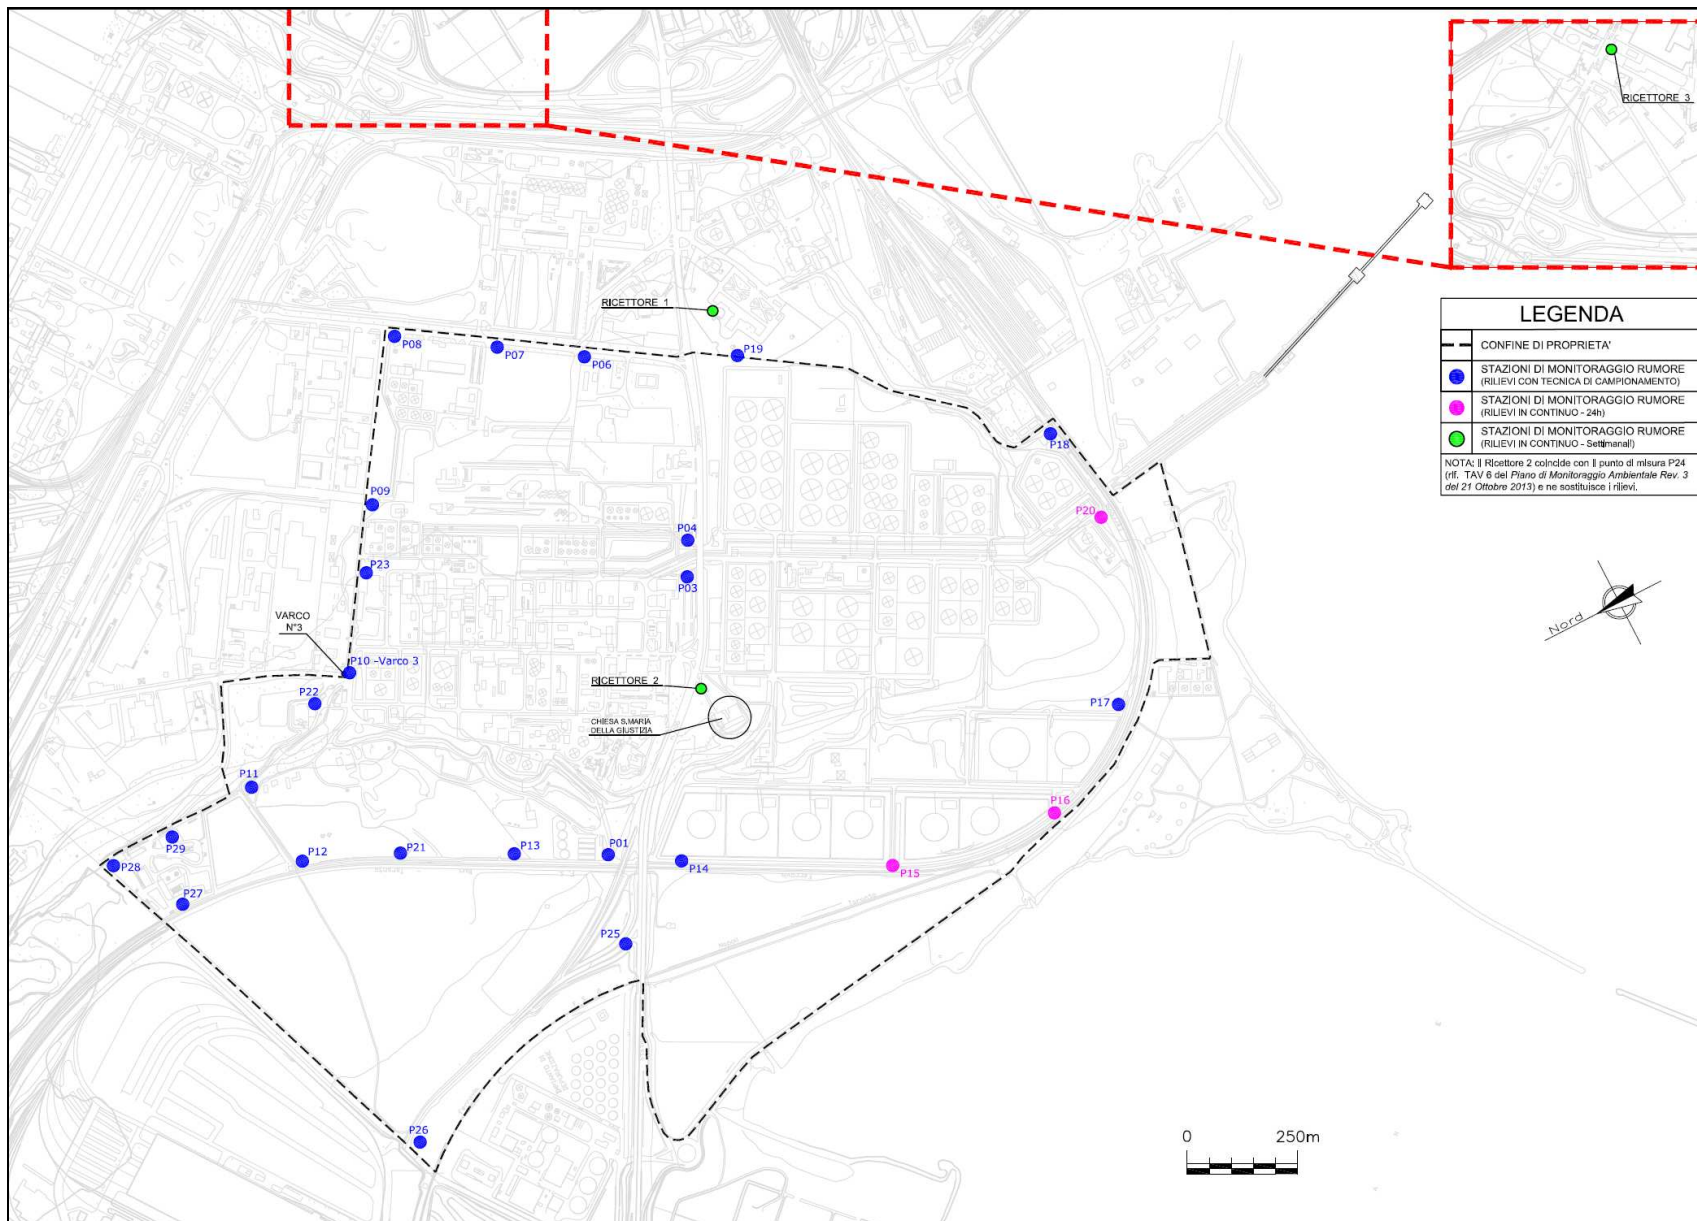 RICETTORE 3
RICETTORE 1
P08
P07
P06
P19
P18
LEGENDA
CONFINE DI PROPRIETA'
STAZIONI DI MONITORAGGIO RUMORE
(RILIEVI CON TECNICA DI CAMPIONAMENTO)
STAZIONI DI MONITORAGGIO RUMORE
(RILIEVI IN CONTINUO - 24h)
STAZIONI DI MONITORAGGIO RUMORE
(RILIEVI IN CONTINUO - Settimanali)
NOTA: Il Ricettore 2 coincide con il punto di misura P24
(rif. TAV 6 del Piano di Monitoraggio Ambientale Rev. 3
del 21 Ottobre 2013) e ne sostituisce i rilievi.
P09
P20
P04
P23
P03
Nord
VARCO
N°3
P10 -Varco 3
RICETTORE 2
P22
P17
CHIESA S.MARIA
DELLA GIUSTIZIA
P11
P16
P29
P28
P12
P21
P13
P01
P14
P15
P27
P25
P26
0 250m